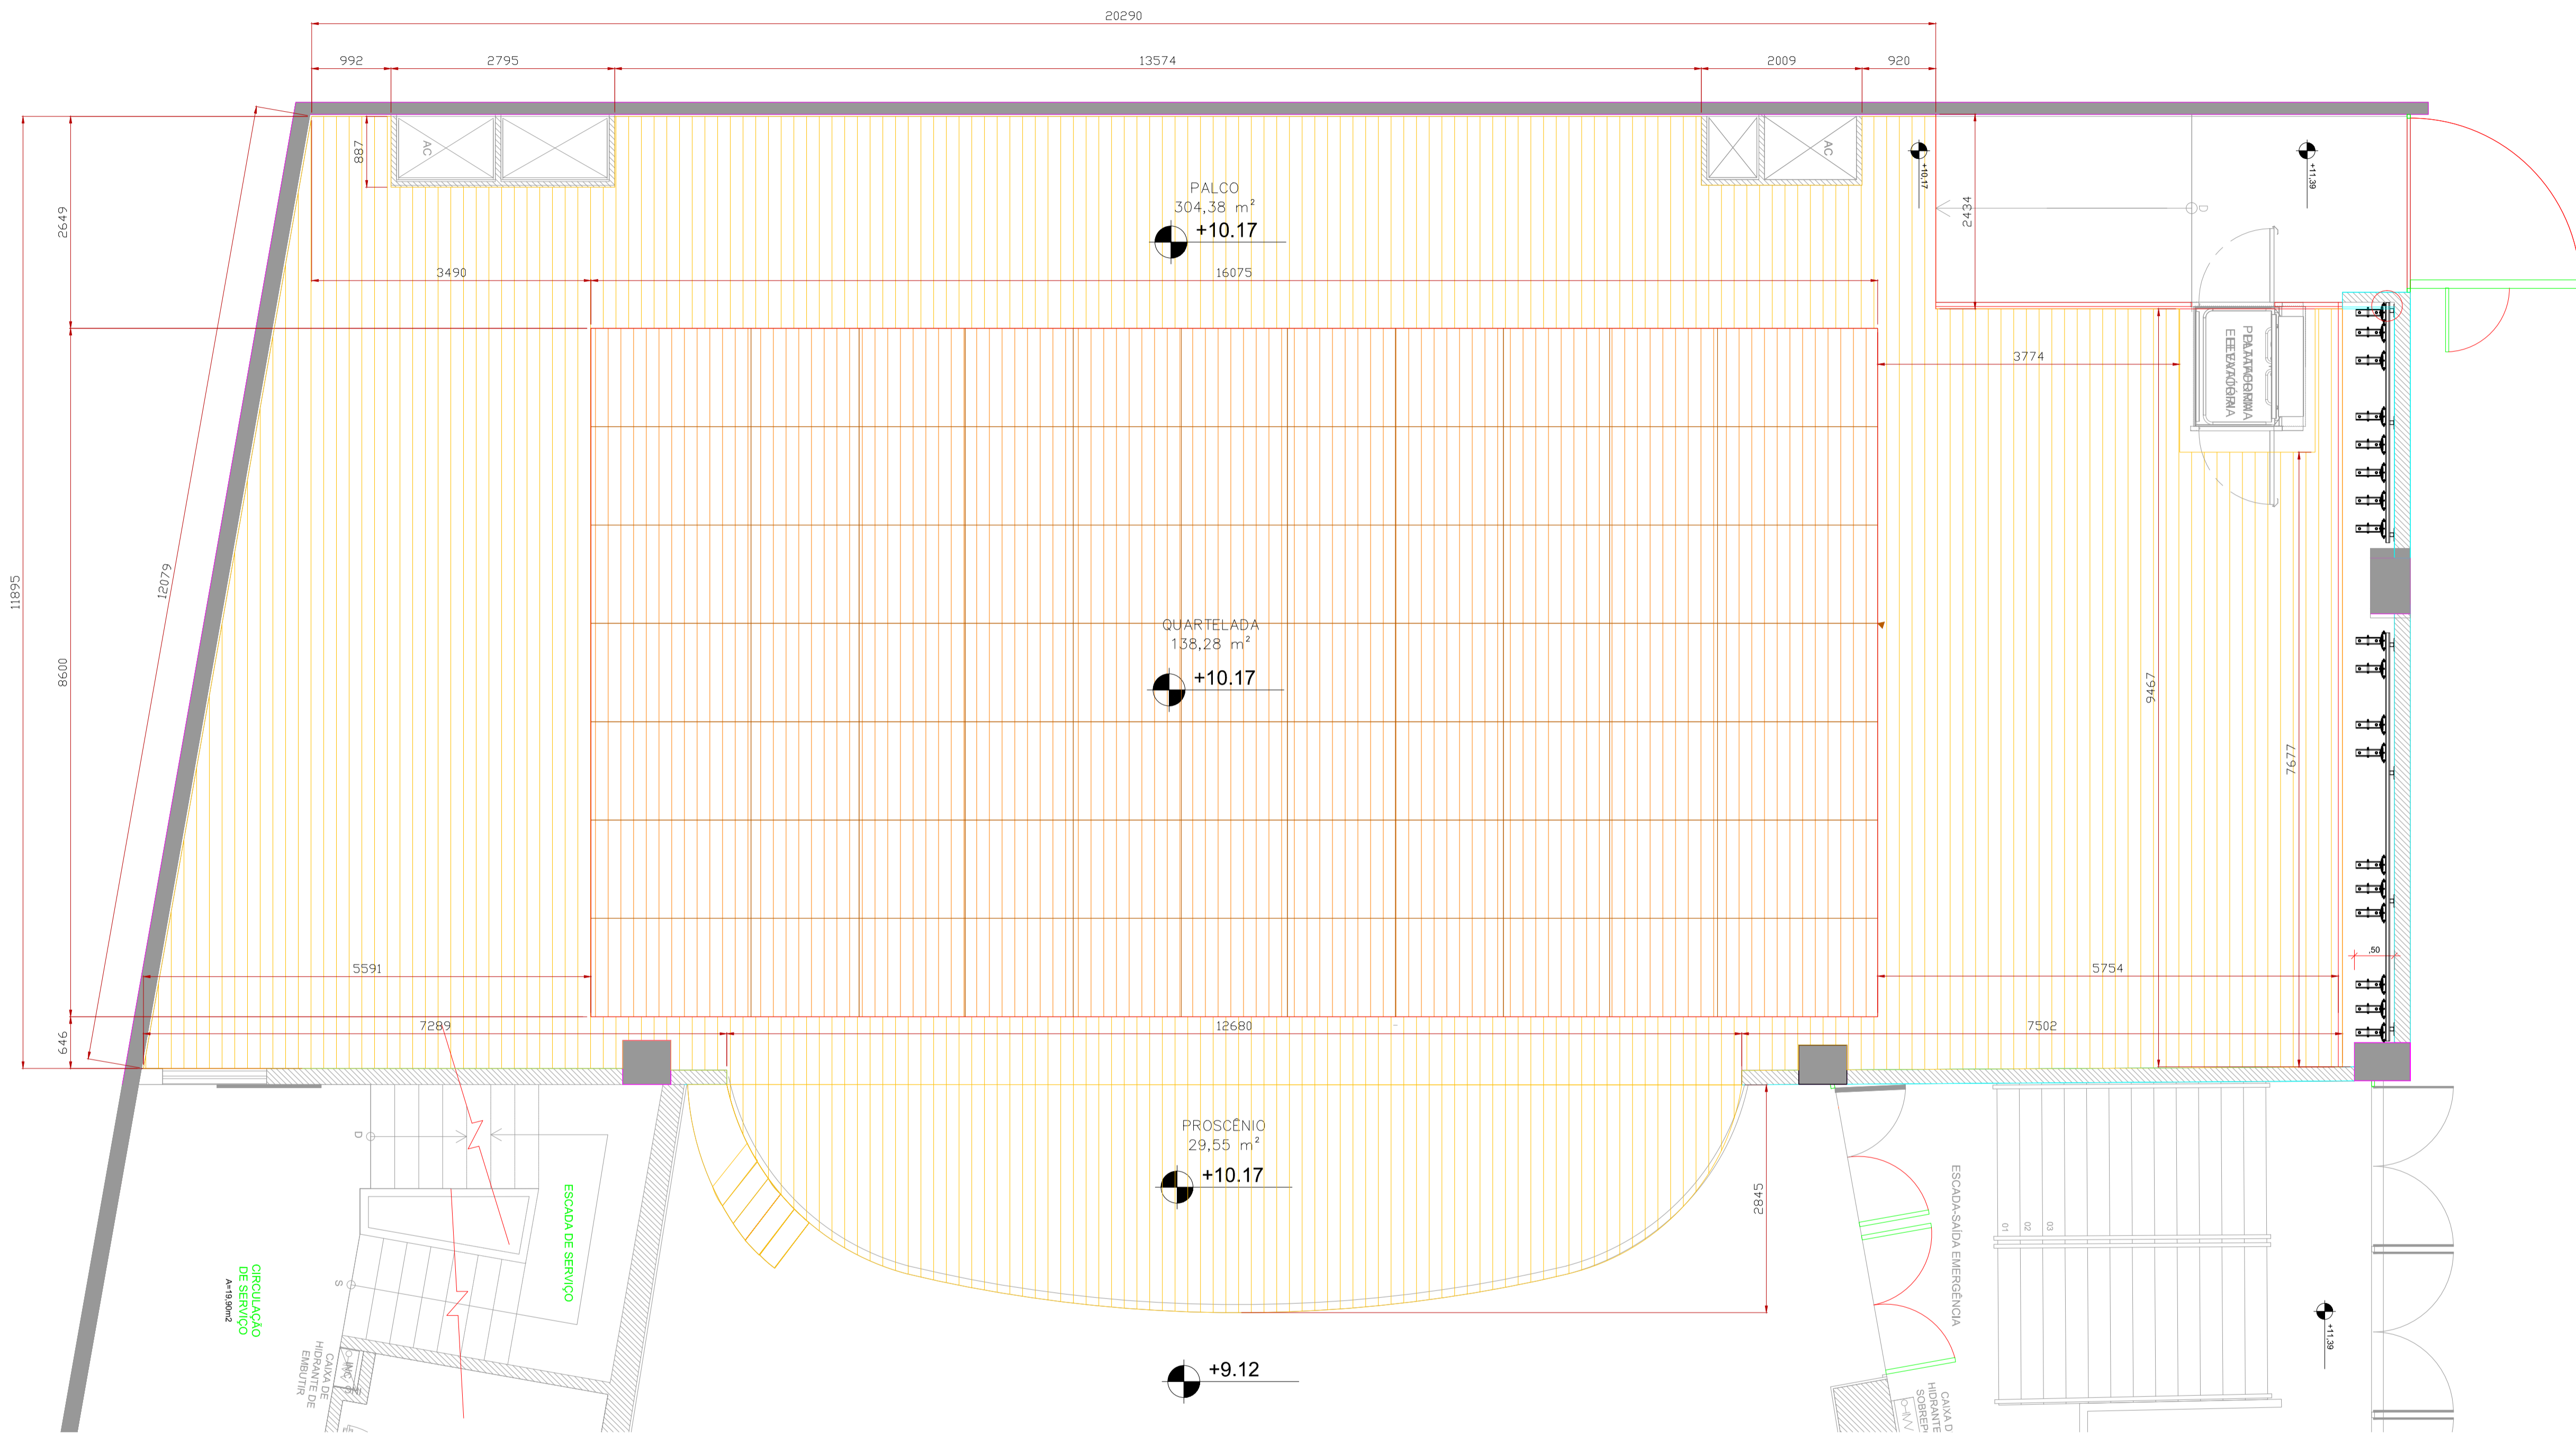 20290
992
2795
13574
2009
920
887
AC
AC
PALCO
304,38 m²
+10.17
+10,17
+11,39
D
2434
2649
3490
16075
3774
12079
11895
8600
QUARTELADA
138,28 m²
+10.17
9467
7677
,50
5591
5754
646
7289
12680
7502
PROSCÊNIO
29,55 m²
+10.17
2845
D
S
ESCADA DE SERVIÇO
CIRCULAÇÃO
DE SERVIÇO
A=19,90m2
CAIXA DE
HIDRANTE DE
EMBUTIR
ESCADA-SAÍDA EMERGÊNCIA
01
02
03
+11,39
+9.12
CAIXA D
HIDRANTE